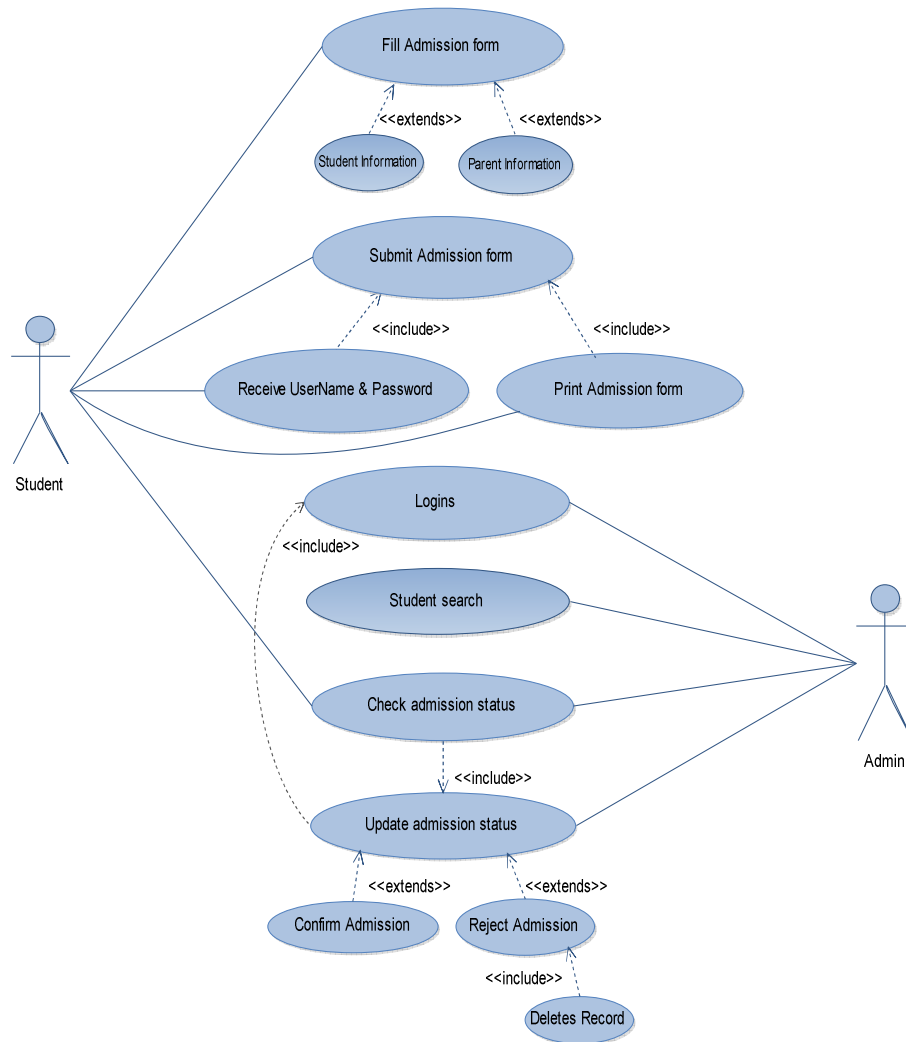 Fill Admission form
<<extends>>
<<extends>>
Student Information
Parent Information
Submit Admission form
<<include>>
<<include>>
Receive UserName & Password
Print Admission form
Student
Logins
<<include>>
Student search
Check admission status
Admin
<<include>>
Update admission status
<<extends>>
<<extends>>
Confirm Admission
Reject Admission
<<include>>
Deletes Record